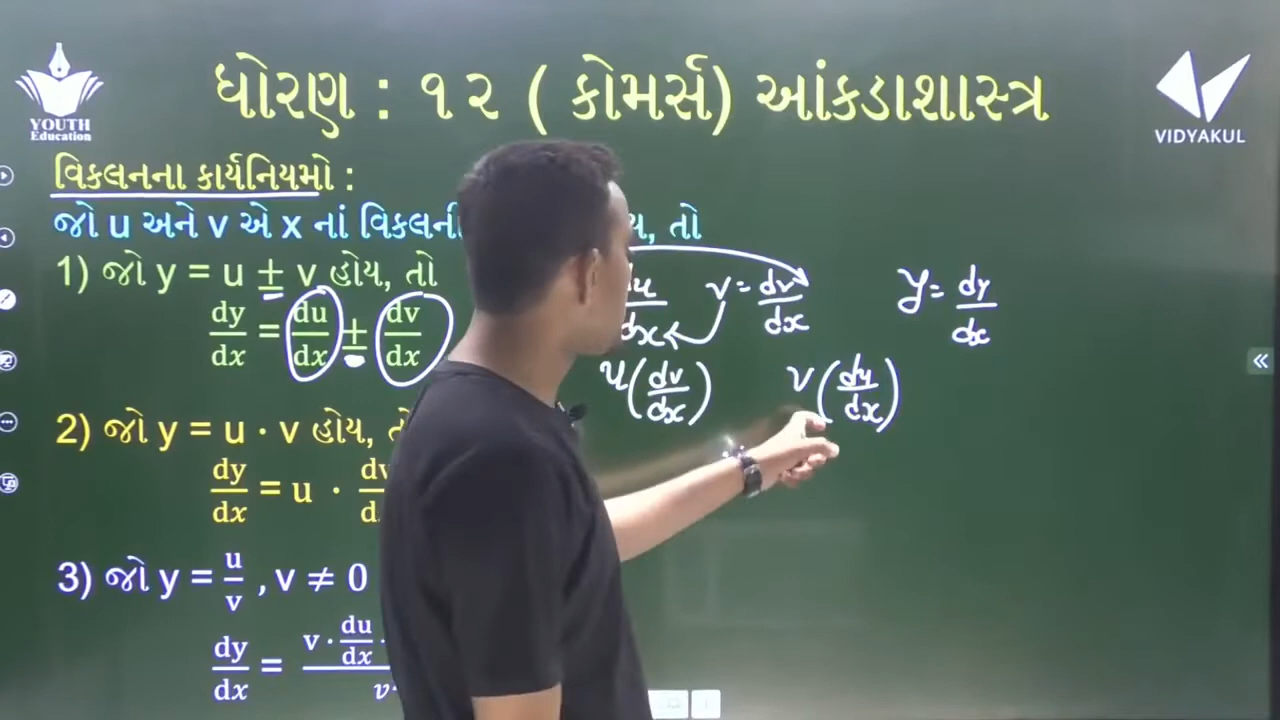 YOUTH
Education
ધોરણ : ૧૨ ( કોમર્સ) આંકડાશાસ્ત્ર
VIDYAKUL
વિકલનના કાર્યનિયમો :
જો u અને v એ x નાં તો
1) જો y = u ± v હોય, તો
dy/dx = du/dx ± dv/dx
v = dv/dx
y = dy/dx
u(dv/dx) v(du/dx)
2) જો y = u · v હોય,
dy/dx = u ·
3) જો y = u/v , v ≠ 0
dy/dx = v · du/dx